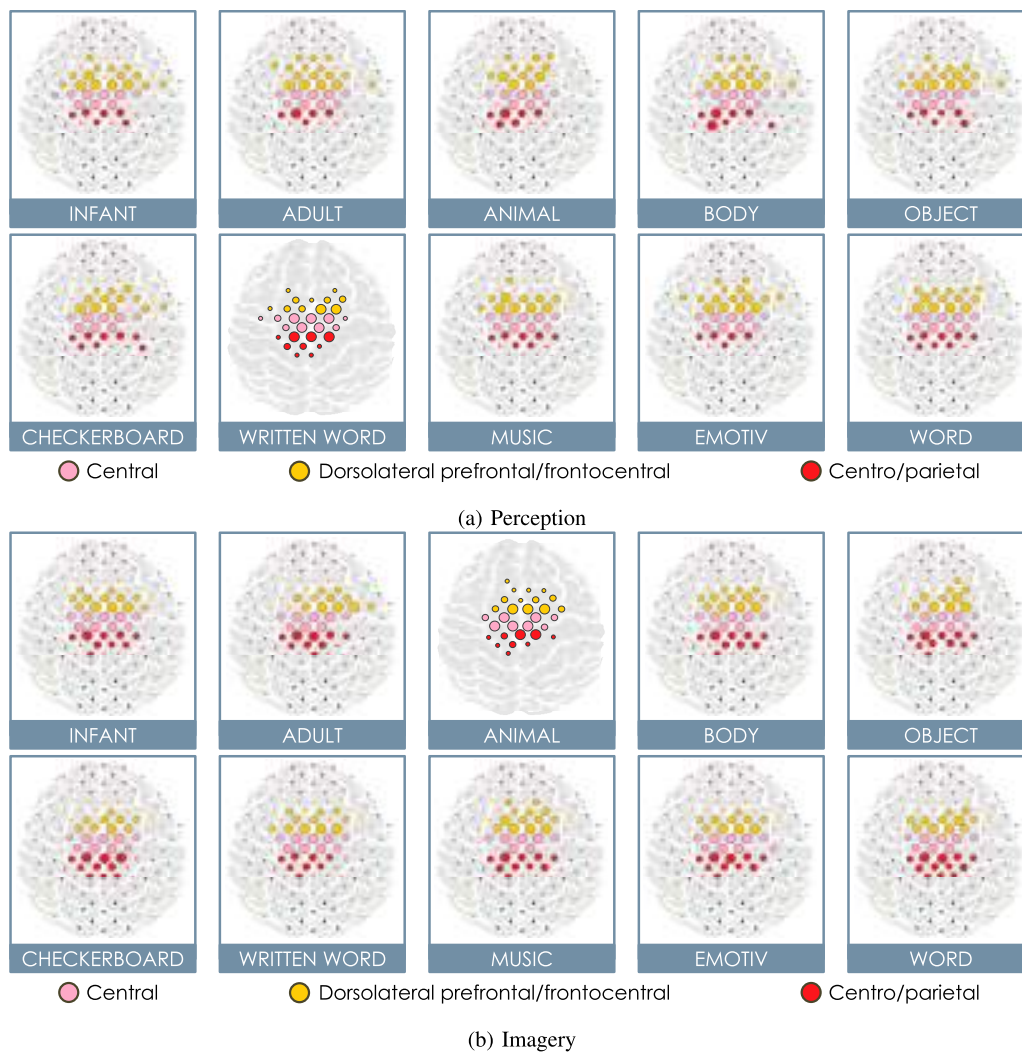 INFANT ADULT ANIMAL BODY OBJECT
CHECKERBOARD WRITTEN WORD MUSIC EMOTIV WORD
Central Dorsolateral prefrontal/frontocentral Centro/parietal
(a) Perception
INFANT ADULT ANIMAL BODY OBJECT
CHECKERBOARD WRITTEN WORD MUSIC EMOTIV WORD
Central Dorsolateral prefrontal/frontocentral Centro/parietal
(b) Imagery